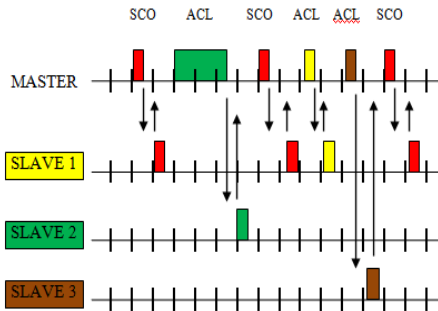 SCO ACL SCO ACL ACL SCO
MASTER
SLAVE 1
SLAVE 2
SLAVE 3